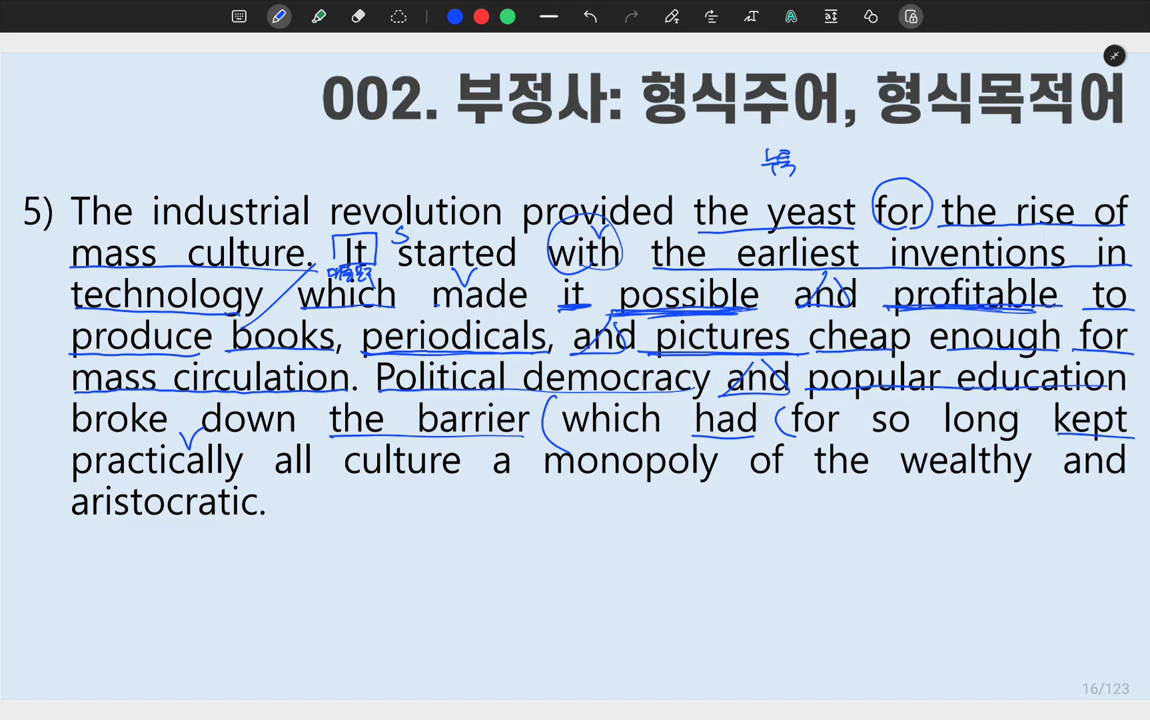 002. 부정사: 형식주어, 형식목적어
누룩
5) The industrial revolution provided the yeast for the rise of
mass culture. It started with the earliest inventions in
S
V
technology which made it possible and profitable to
V
produce books, periodicals, and pictures cheap enough for
mass circulation. Political democracy and popular education
broke down the barrier which had for so long kept
practically all culture a monopoly of the wealthy and
aristocratic.
16/123